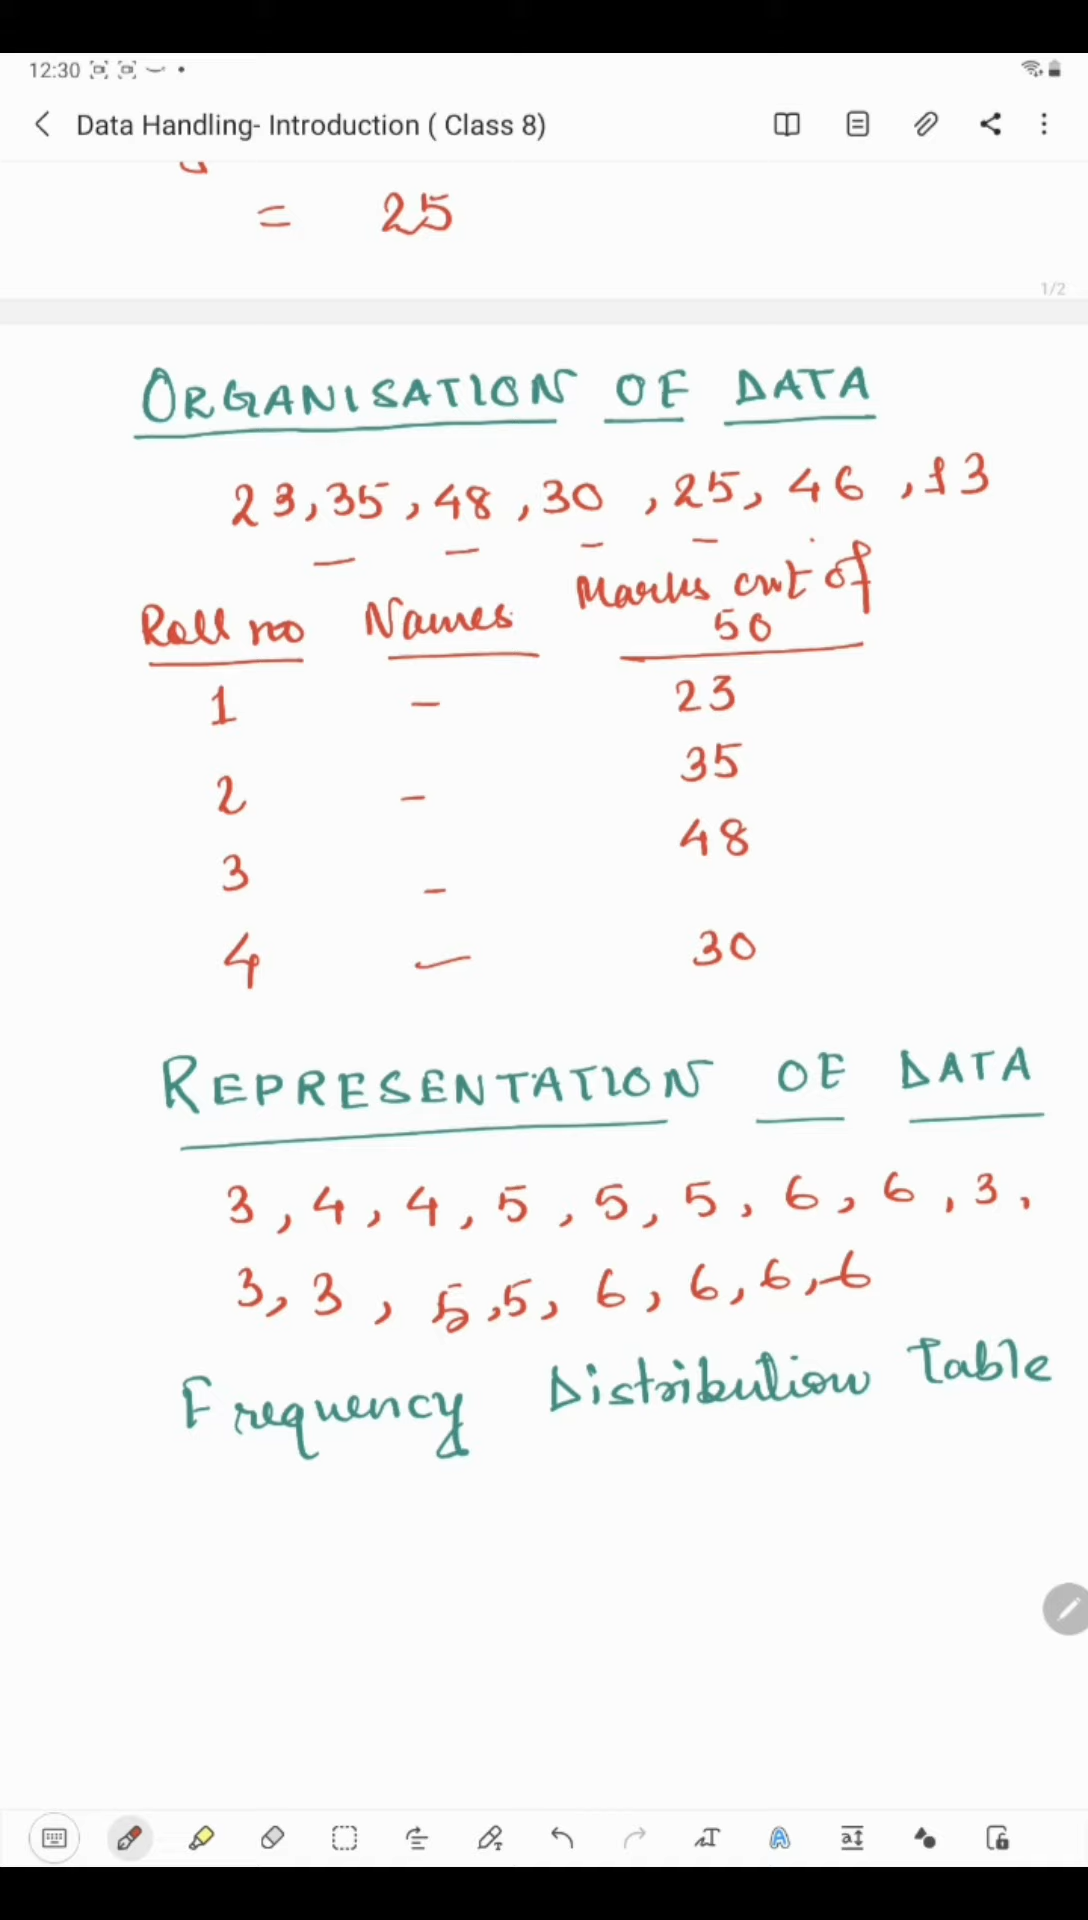 12:30
Data Handling- Introduction ( Class 8)
= 25
1/2
ORGANISATION OF DATA
23, 35, 48, 30, 25, 46, 13
Roll no Names Marks out of
50
1 - 23
2 - 35
3 - 48
4 - 30
REPRESENTATION OF DATA
3, 4, 4, 5, 5, 5, 6, 6, 3,
3, 3, 5, 5, 6, 6, 6, 6
Frequency Distribution Table